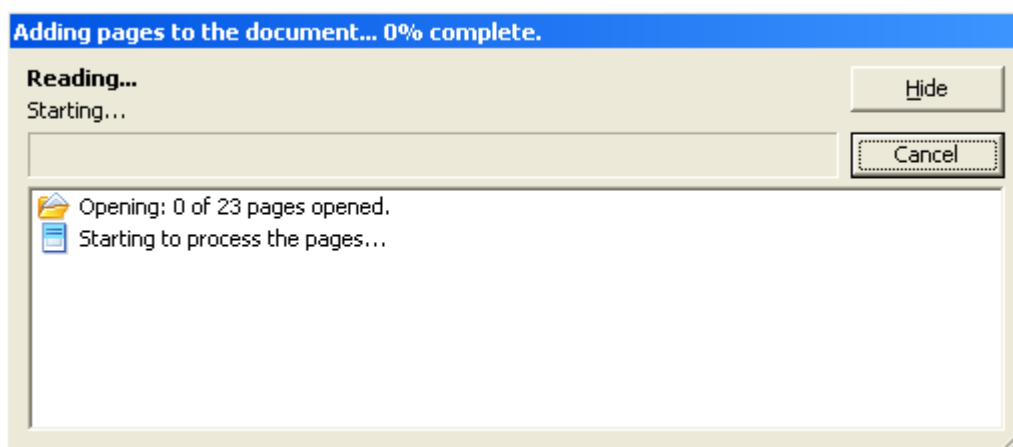 Adding pages to the document... 0% complete.
Reading...
Hide
Starting...
Cancel
Opening: 0 of 23 pages opened.
Starting to process the pages...